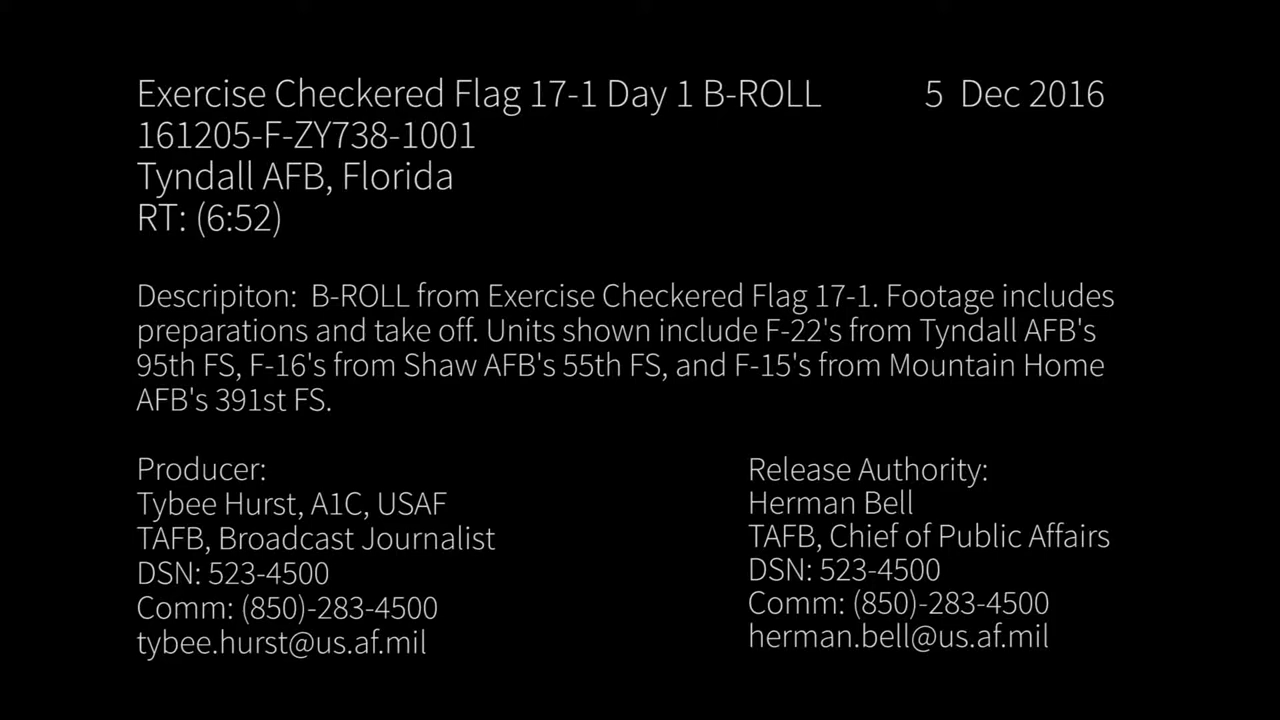 Exercise Checkered Flag 17-1 Day 1 B-ROLL 5 Dec 2016
161205-F-ZY738-1001
Tyndall AFB, Florida
RT: (6:52)
Descripiton: B-ROLL from Exercise Checkered Flag 17-1. Footage includes
preparations and take off. Units shown include F-22's from Tyndall AFB's
95th FS, F-16's from Shaw AFB's 55th FS, and F-15's from Mountain Home
AFB's 391st FS.
Producer:
Tybee Hurst, A1C, USAF
TAFB, Broadcast Journalist
DSN: 523-4500
Comm: (850)-283-4500
tybee.hurst@us.af.mil
Release Authority:
Herman Bell
TAFB, Chief of Public Affairs
DSN: 523-4500
Comm: (850)-283-4500
herman.bell@us.af.mil